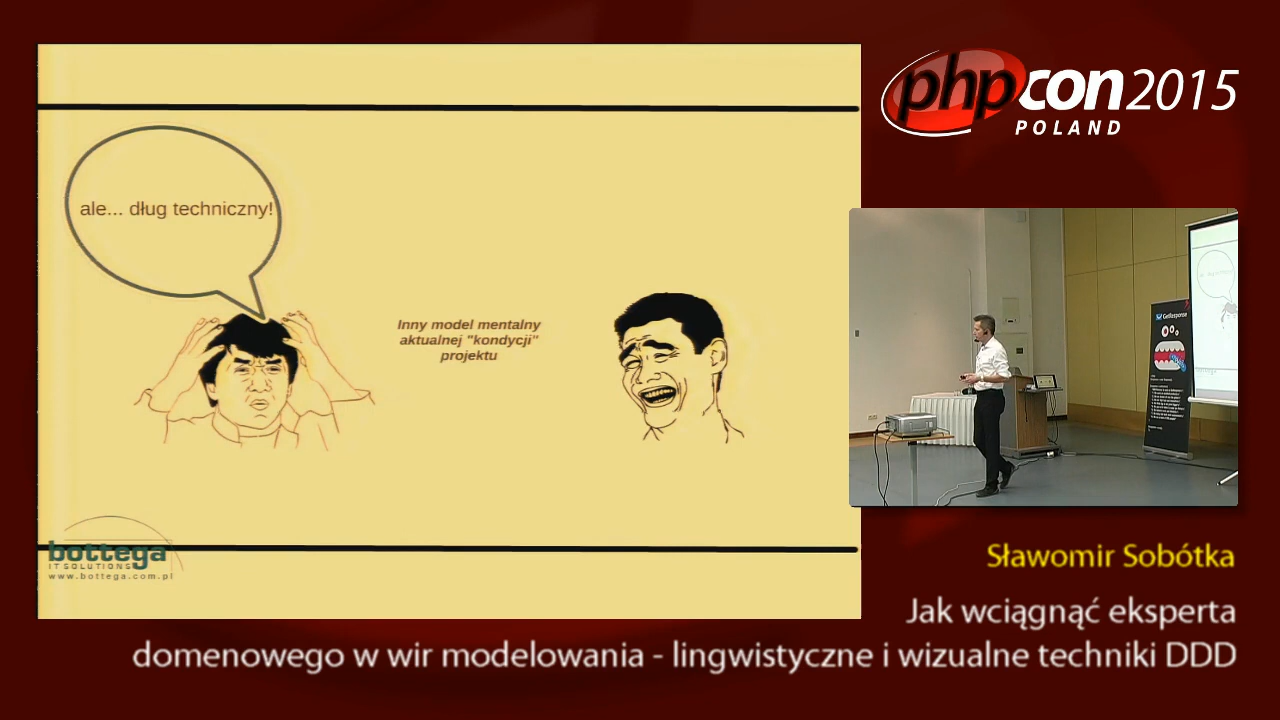 phpcon2015
POLAND
ale... dług techniczny!
Inny model mentalny
aktualnej "kondycji"
projektu
GetResponse
bottega
IT SOLUTIONS
www.bottega.com.pl
Sławomir Sobótka
Jak wciągnąć eksperta
domenowego w wir modelowania - lingwistyczne i wizualne techniki DDD